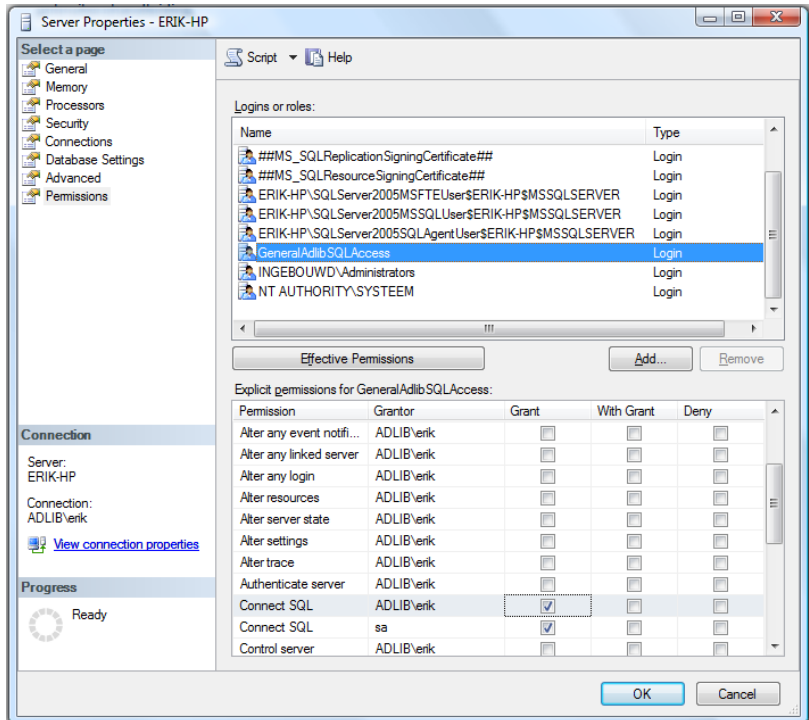 Server Properties - ERIK-HP
Select a page
General
Memory
Processors
Security
Connections
Database Settings
Advanced
Permissions
Connection
Server:
ERIK-HP
Connection:
ADLIB\erik
View connection properties
Progress
Ready
Script Help
Logins or roles:
Name Type
##MS_SQLReplicationSigningCertificate## Login
##MS_SQLResourceSigningCertificate## Login
ERIK-HP\SQLServer2005MSFTEUser$ERIK-HP$MSSQLSERVER Login
ERIK-HP\SQLServer2005MSSQLUser$ERIK-HP$MSSQLSERVER Login
ERIK-HP\SQLServer2005SQLAgentUser$ERIK-HP$MSSQLSERVER Login
GeneralAdlibSQLAccess Login
INGEBOUWD\Administrators Login
NT AUTHORITY\SYSTEEM Login
Effective Permissions Add... Remove
Explicit permissions for GeneralAdlibSQLAccess:
Permission Grantor Grant With Grant Deny
Alter any event notifi... ADLIB\erik
Alter any linked server ADLIB\erik
Alter any login ADLIB\erik
Alter resources ADLIB\erik
Alter server state ADLIB\erik
Alter settings ADLIB\erik
Alter trace ADLIB\erik
Authenticate server ADLIB\erik
Connect SQL ADLIB\erik
Connect SQL sa
Control server ADLIB\erik
OK Cancel